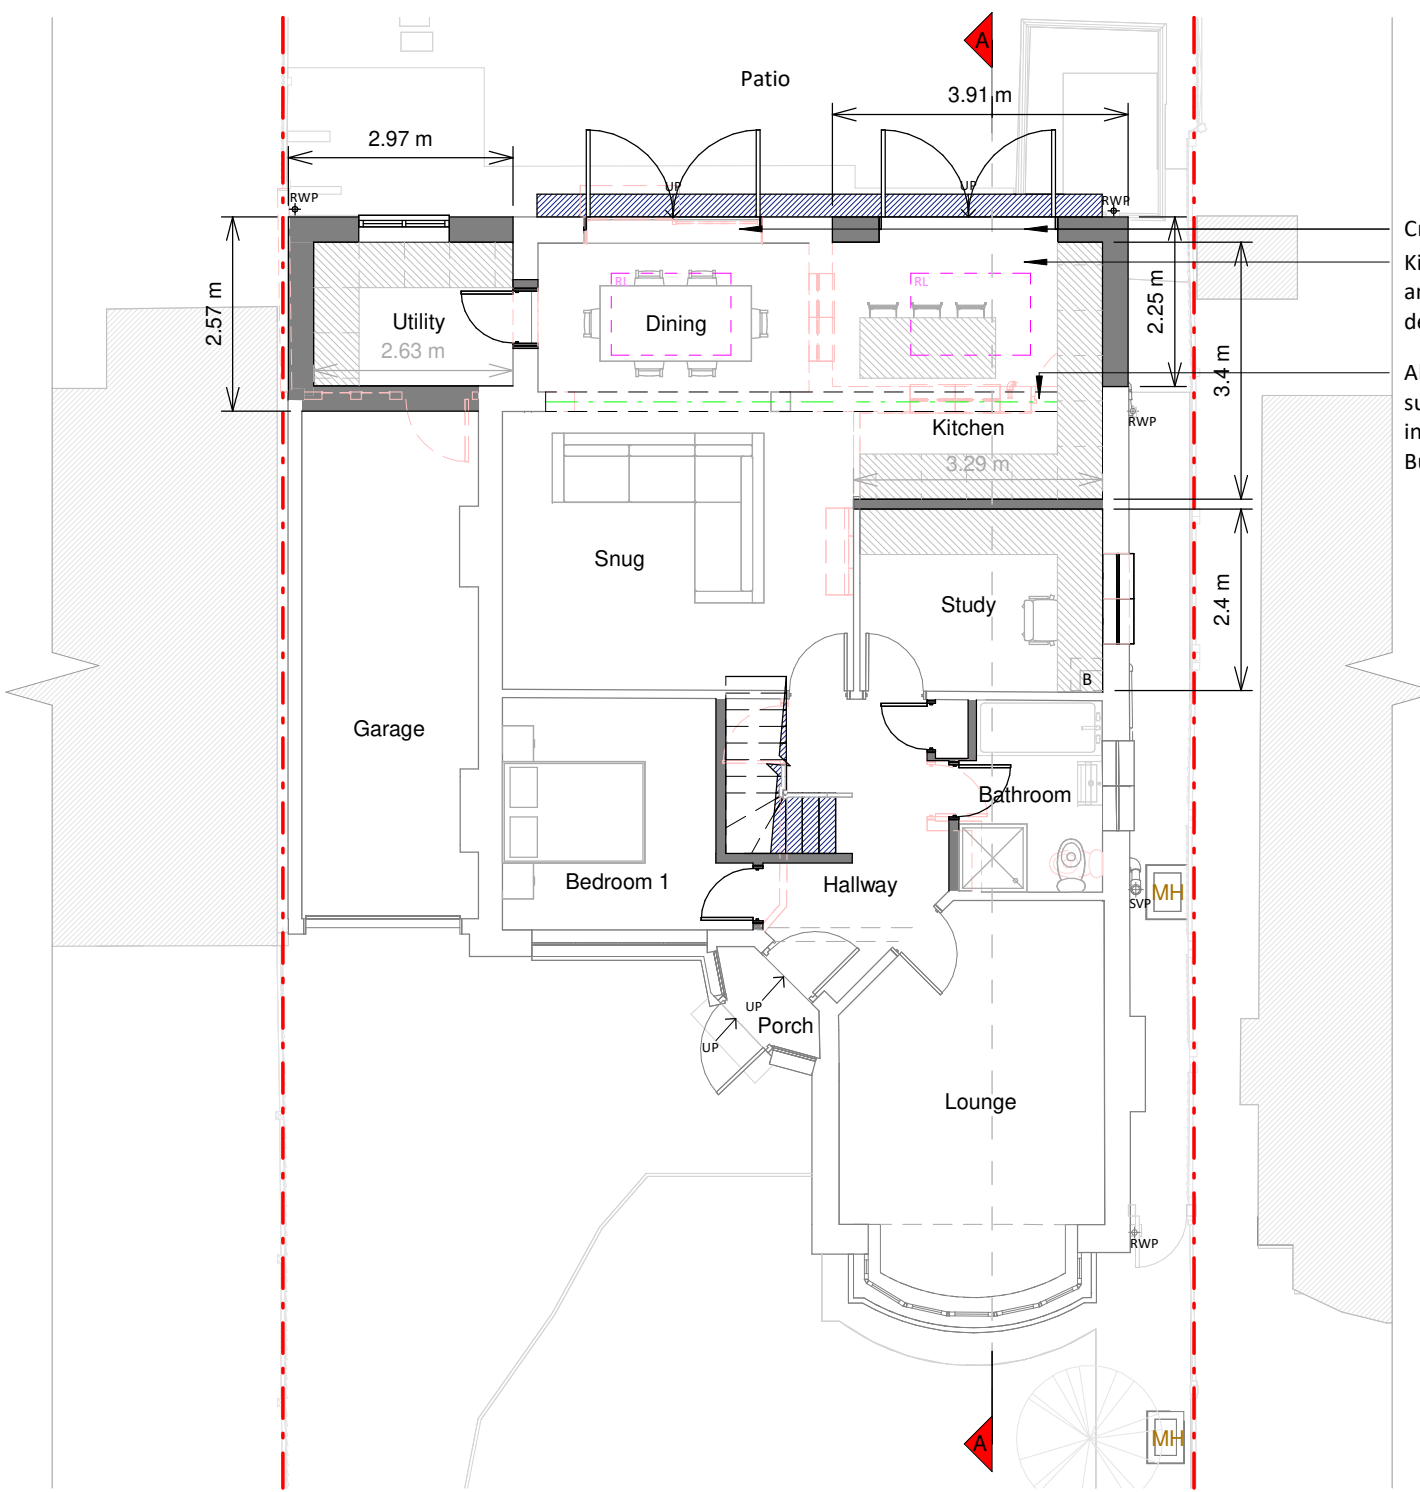 A
Patio
3.91 m
2.97 m
UP
UP
RWP
RWP
RL
RL
2.57 m
Utility
2.63 m
Dining
2.25 m
3.4 m
RWP
Kitchen
3.29 m
Snug
Study
2.4 m
B
Garage
Bathroom
Bedroom 1
Hallway
MH
SVP
UP
Porch
UP
Lounge
RWP
A
MH